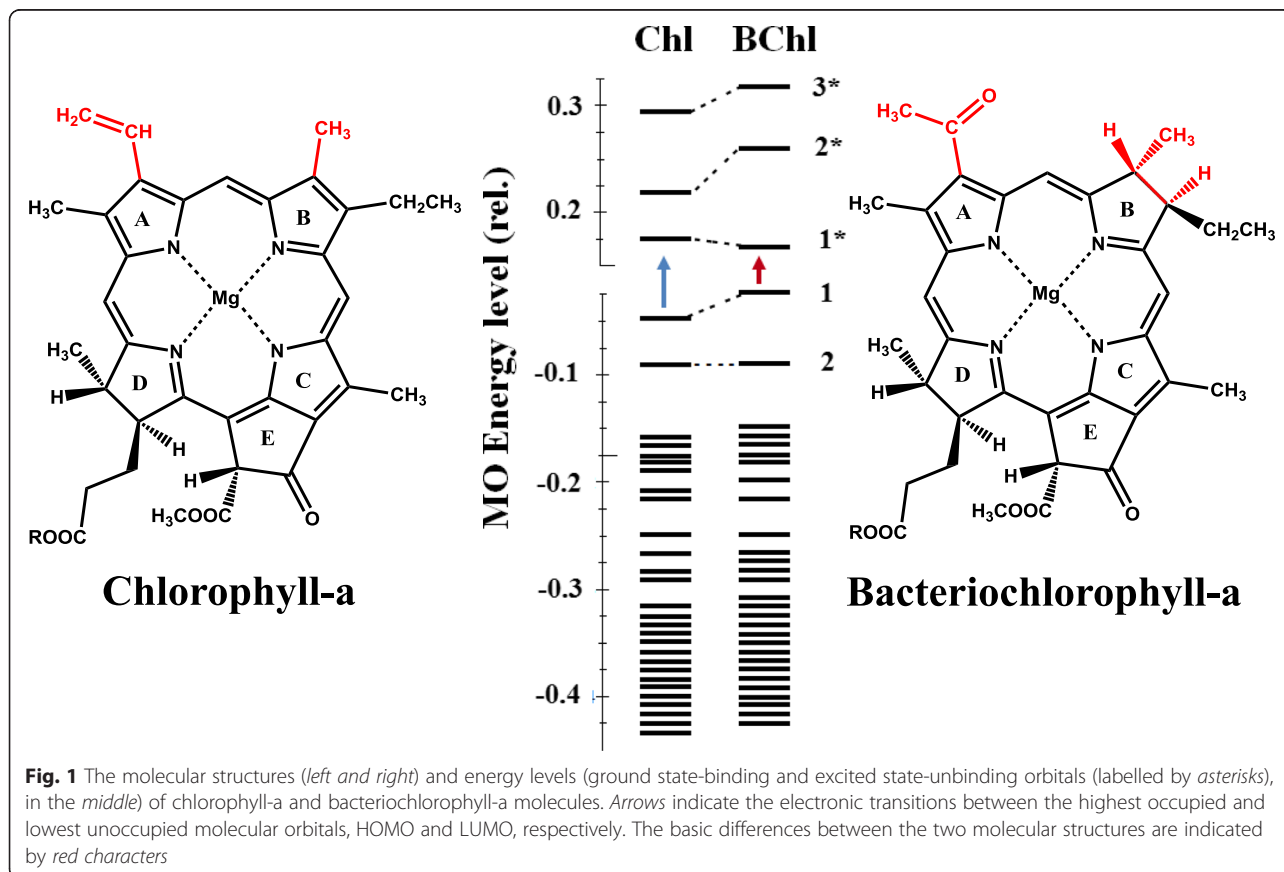 Chl BChl
H₂C
CH
CH₃
H₃C
A
B
CH₂CH₃
N
N
Mg
H₃C
N
N
D
C
H
CH₃
E
H
H
H₃COOC
O
ROOC
Chlorophyll-a
MO Energy level (rel.)
0.3
0.2
-0.1
-0.2
-0.3
-0.4
3*
2*
1*
1
2
O
H₃C
C
H
CH₃
H
H₃C
A
B
CH₂CH₃
N
N
Mg
H₃C
N
N
D
C
H
CH₃
E
H
H
H₃COOC
O
ROOC
Bacteriochlorophyll-a
Fig. 1 The molecular structures (left and right) and energy levels (ground state-binding and excited state-unbinding orbitals (labelled by asterisks),
in the middle) of chlorophyll-a and bacteriochlorophyll-a molecules. Arrows indicate the electronic transitions between the highest occupied and
lowest unoccupied molecular orbitals, HOMO and LUMO, respectively. The basic differences between the two molecular structures are indicated
by red characters